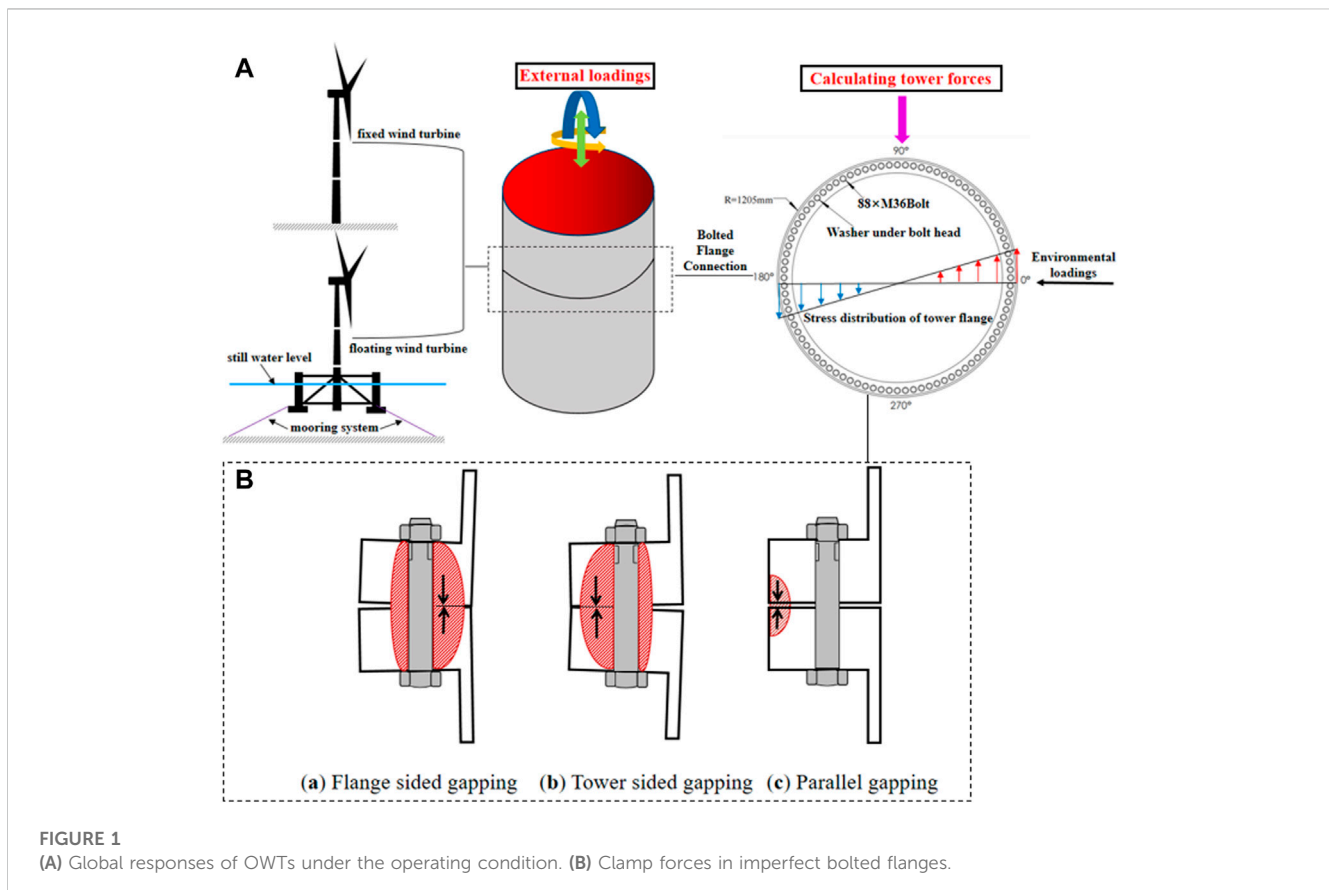 A
External loadings
Calculating tower forces
fixed wind turbine
90°
R=1205mm
88×M36Bolt
Washer under bolt head
Bolted
Flange
Connection
180°
Environmental
loadings
0°
Stress distribution of tower flange
floating wind turbine
still water level
270°
mooring system
B
(a) Flange sided gapping
(b) Tower sided gapping
(c) Parallel gapping
FIGURE 1
(A) Global responses of OWTs under the operating condition. (B) Clamp forces in imperfect bolted flanges.